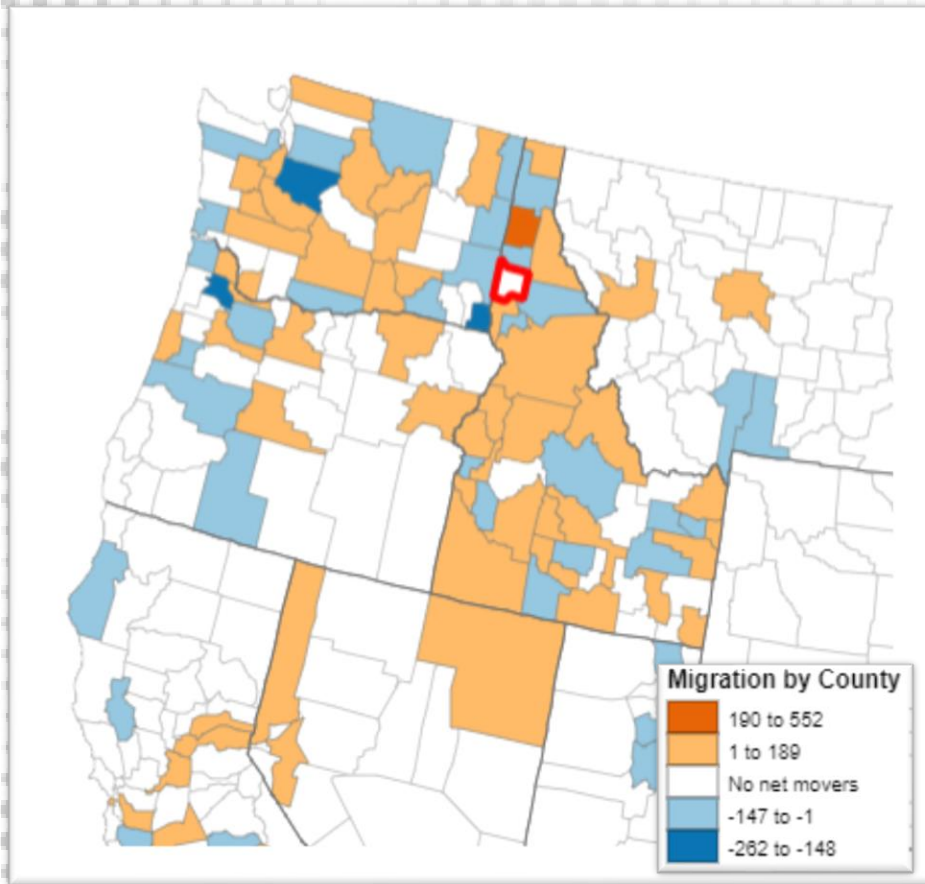 Migration by County
190 to 552
1 to 189
No net movers
-147 to -1
-262 to -148